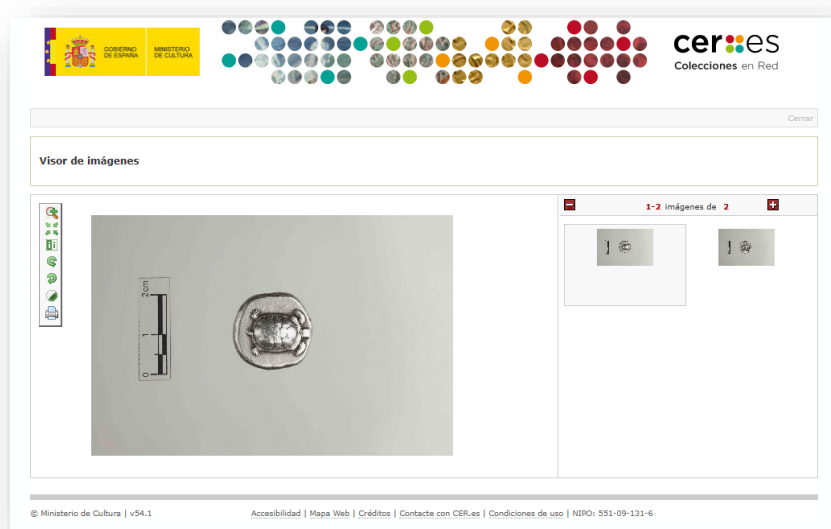 GOBIERNO
DE ESPAÑA
MINISTERIO
DE CULTURA
cer:::es
Colecciones en Red
Cerrar
Visor de imágenes
1-2 imágenes de 2
2cm
1
0
© Ministerio de Cultura | v54.1
Accesibilidad | Mapa Web | Créditos | Contacte con CER.es | Condiciones de uso | NIPO: 551-09-131-6